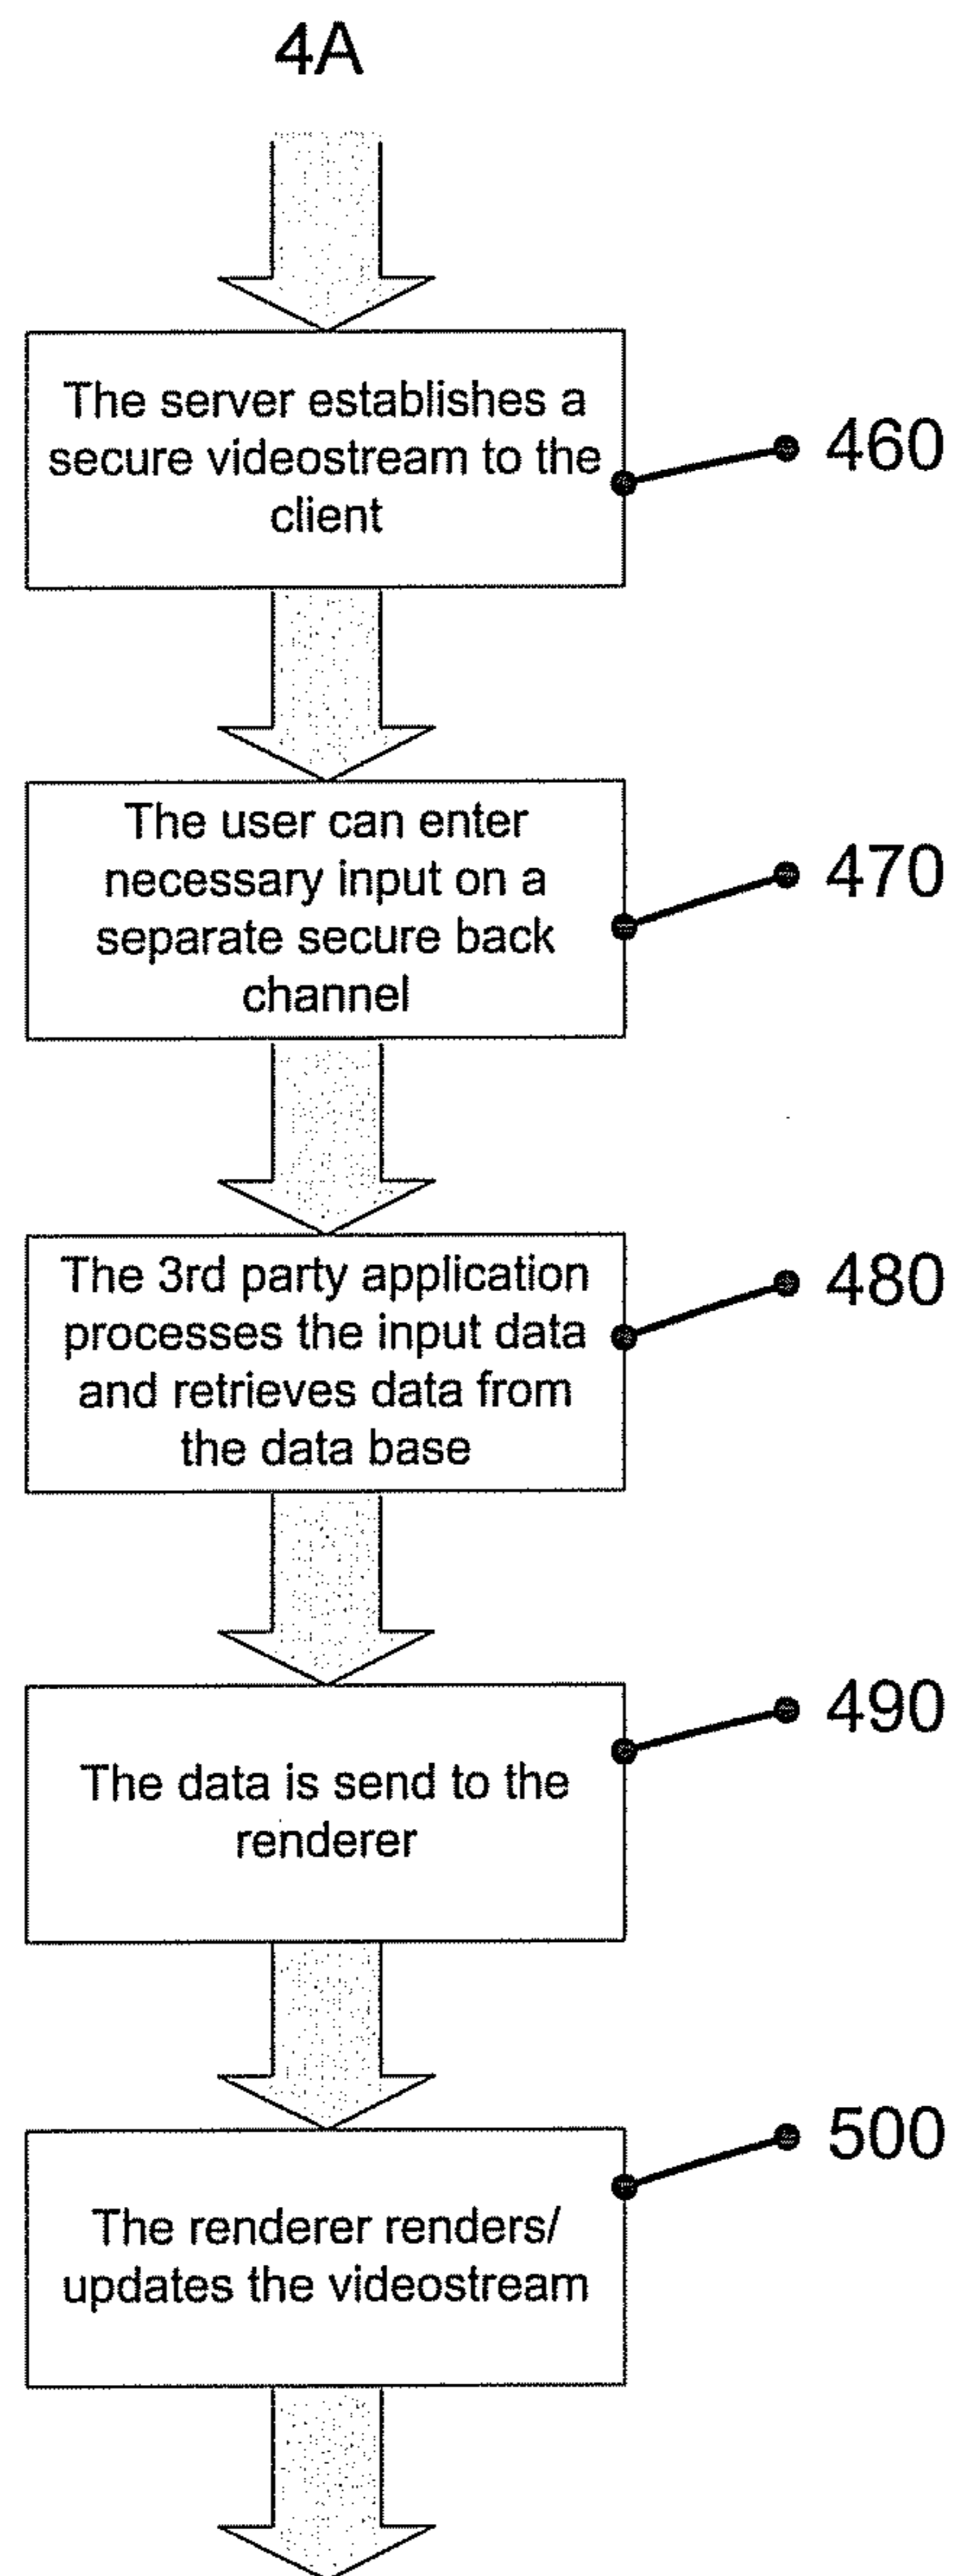 4A
The server establishes a
secure videostream to the
client
460
The user can enter
necessary input on a
separate secure back
channel
470
The 3rd party application
processes the input data
and retrieves data from
the data base
480
The data is send to the
renderer
490
The renderer renders/
updates the videostream
500